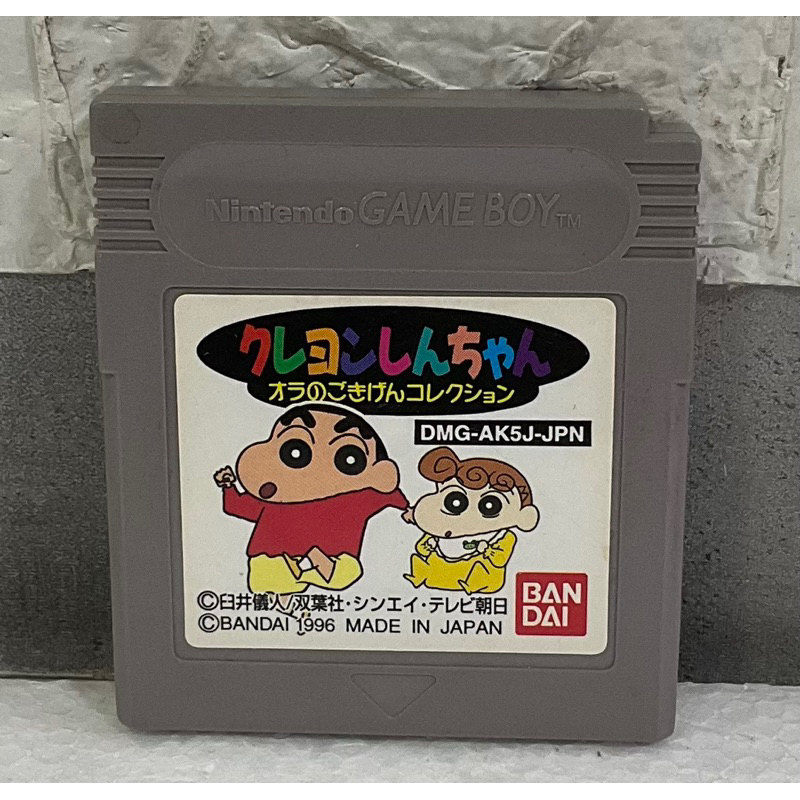 Nintendo GAME BOY™
クレヨンしんちゃん
オラのごきげんコレクション
DMG-AK5J-JPN
©臼井儀人/双葉社・シンエイ・テレビ朝日
©BANDAI 1996 MADE IN JAPAN
BAN
DAI